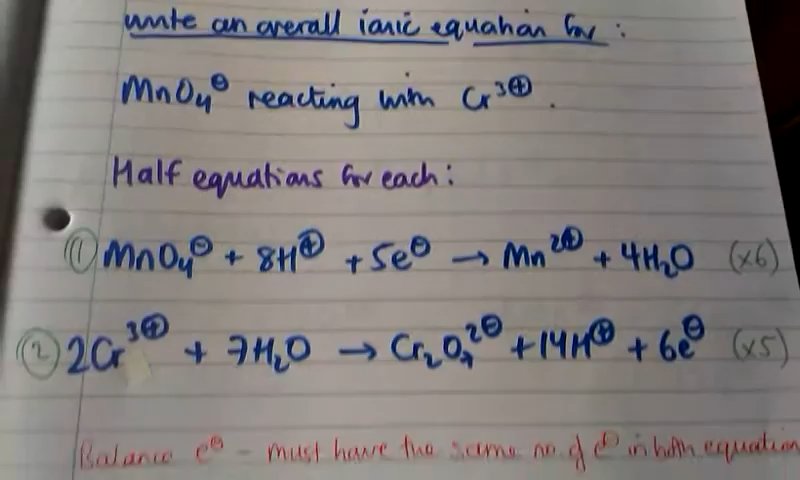 write an overall ionic equation for :
MnO₄⊖ reacting with Cr³⊕ .
Half equations for each :
① MnO₄⊖ + 8H⊕ + 5e⊖ → Mn²⊕ + 4H₂O (x6)
② 2Cr³⊕ + 7H₂O → Cr₂O₇²⊖ + 14H⊕ + 6e⊖ (x5)
Balance e⊖ - must have the same no. of e⊖ in both equation